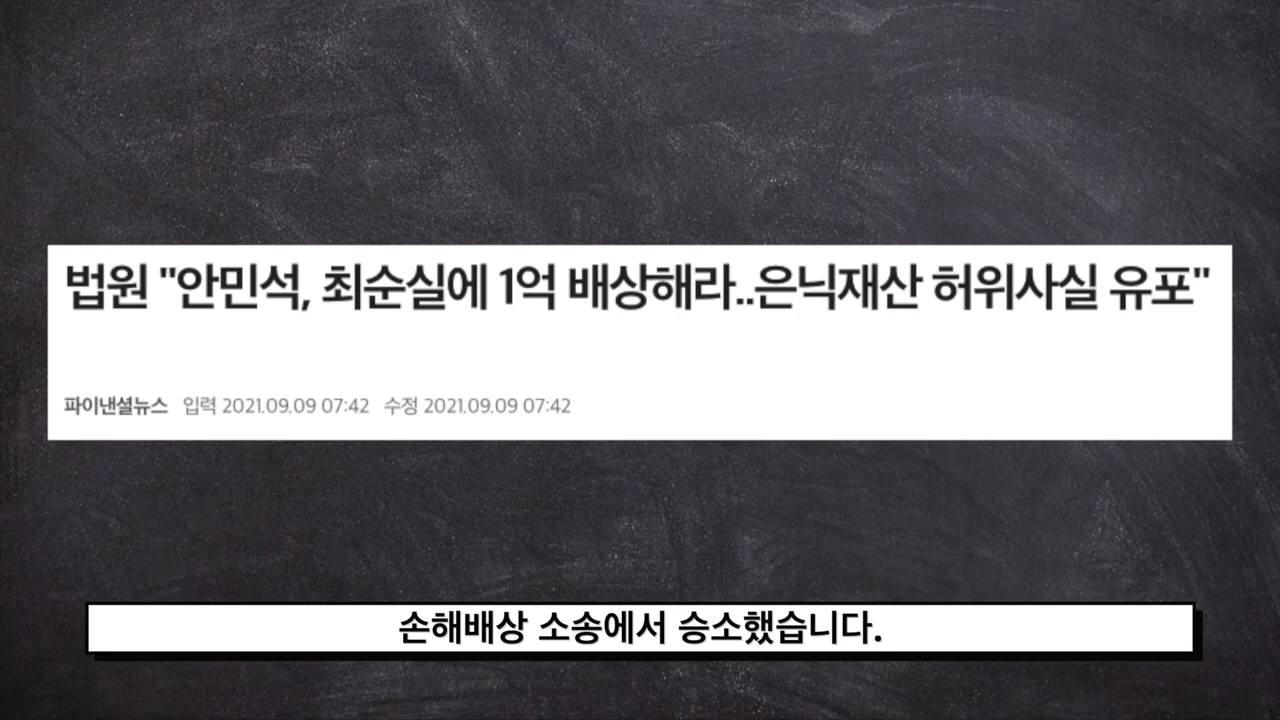 법원 "안민석, 최순실에 1억 배상해라..은닉재산 허위사실 유포"
파이낸셜뉴스 입력 2021.09.09 07:42 수정 2021.09.09 07:42
손해배상 소송에서 승소했습니다.